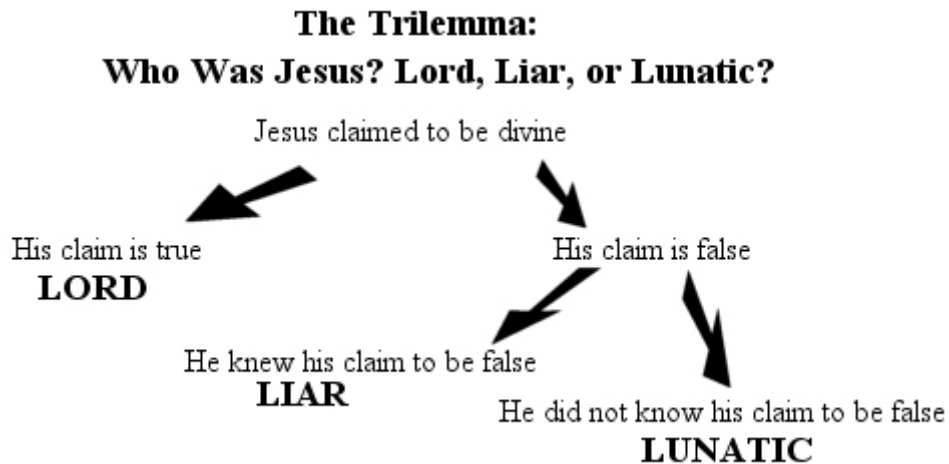 The Trilemma:
Who Was Jesus? Lord, Liar, or Lunatic?
Jesus claimed to be divine
His claim is true
LORD
His claim is false
He knew his claim to be false
LIAR
He did not know his claim to be false
LUNATIC